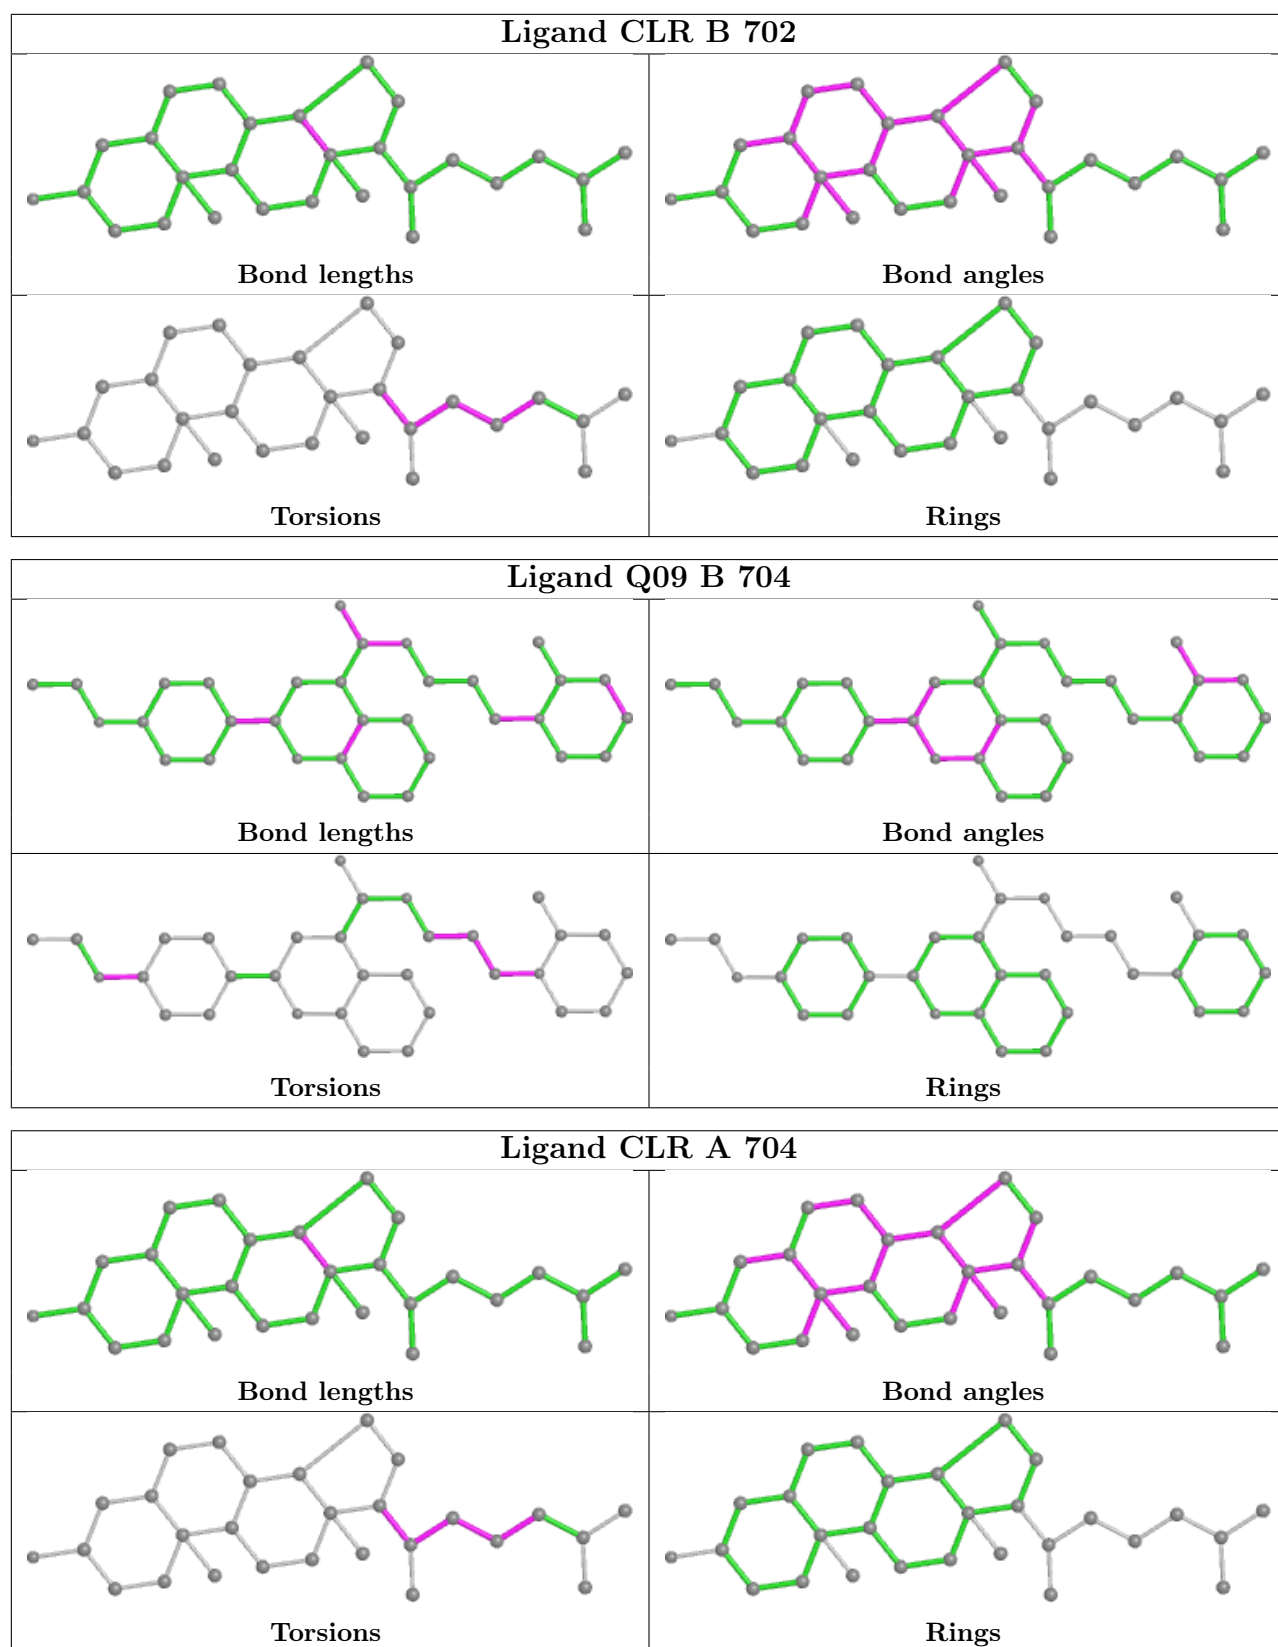 Ligand CLR B 702
Bond lengths
Bond angles
Torsions
Rings
Ligand Q09 B 704
Bond lengths
Bond angles
Torsions
Rings
Ligand CLR A 704
Bond lengths
Bond angles
Torsions
Rings